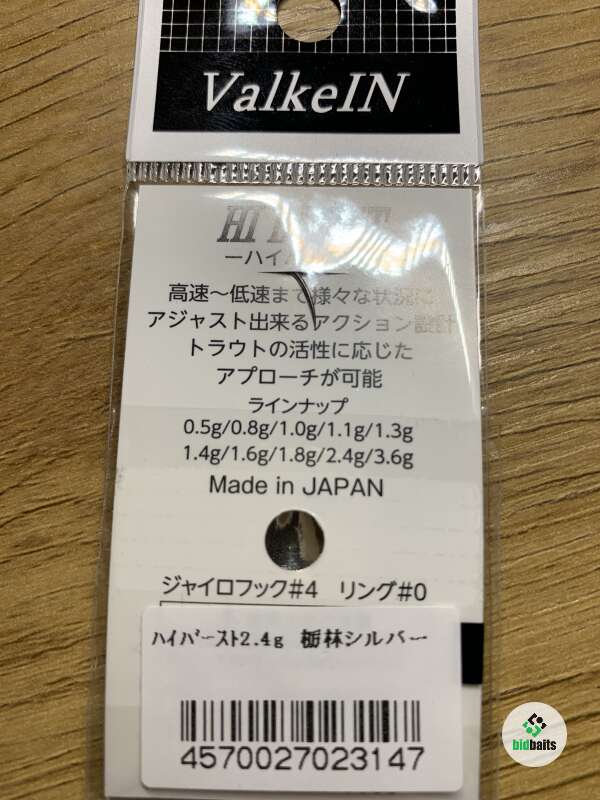 ValkeIN
HI
ーハイ
高速～低速まで様々な状況に
アジャスト出来るアクション設計
トラウトの活性に応じた
アプローチが可能
ラインナップ
0.5g/0.8g/1.0g/1.1g/1.3g
1.4g/1.6g/1.8g/2.4g/3.6g
Made in JAPAN
ジャイロフック#4 リング#0
ﾊｲﾊﾞｰｽﾄ2.4g 栃林シルバー
4570027023147
bidbaits